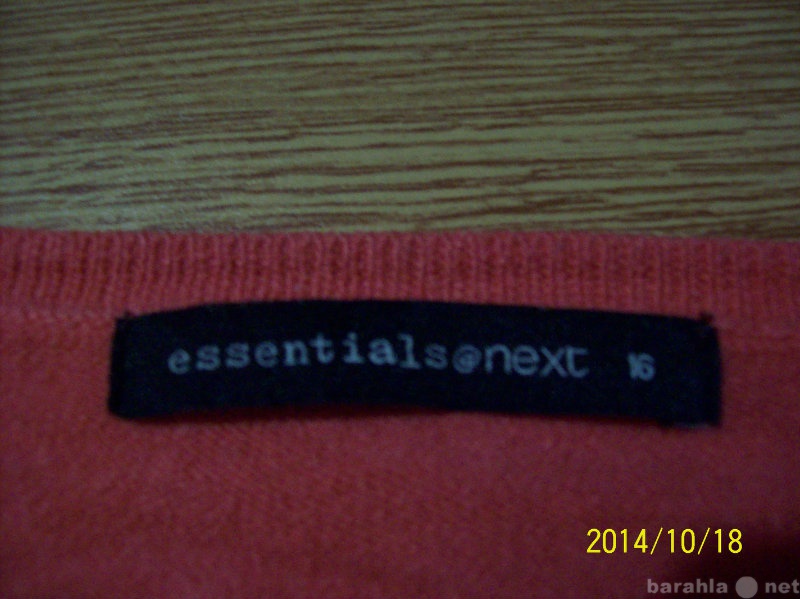 essentials@next 16
2014/10/18
barahla net